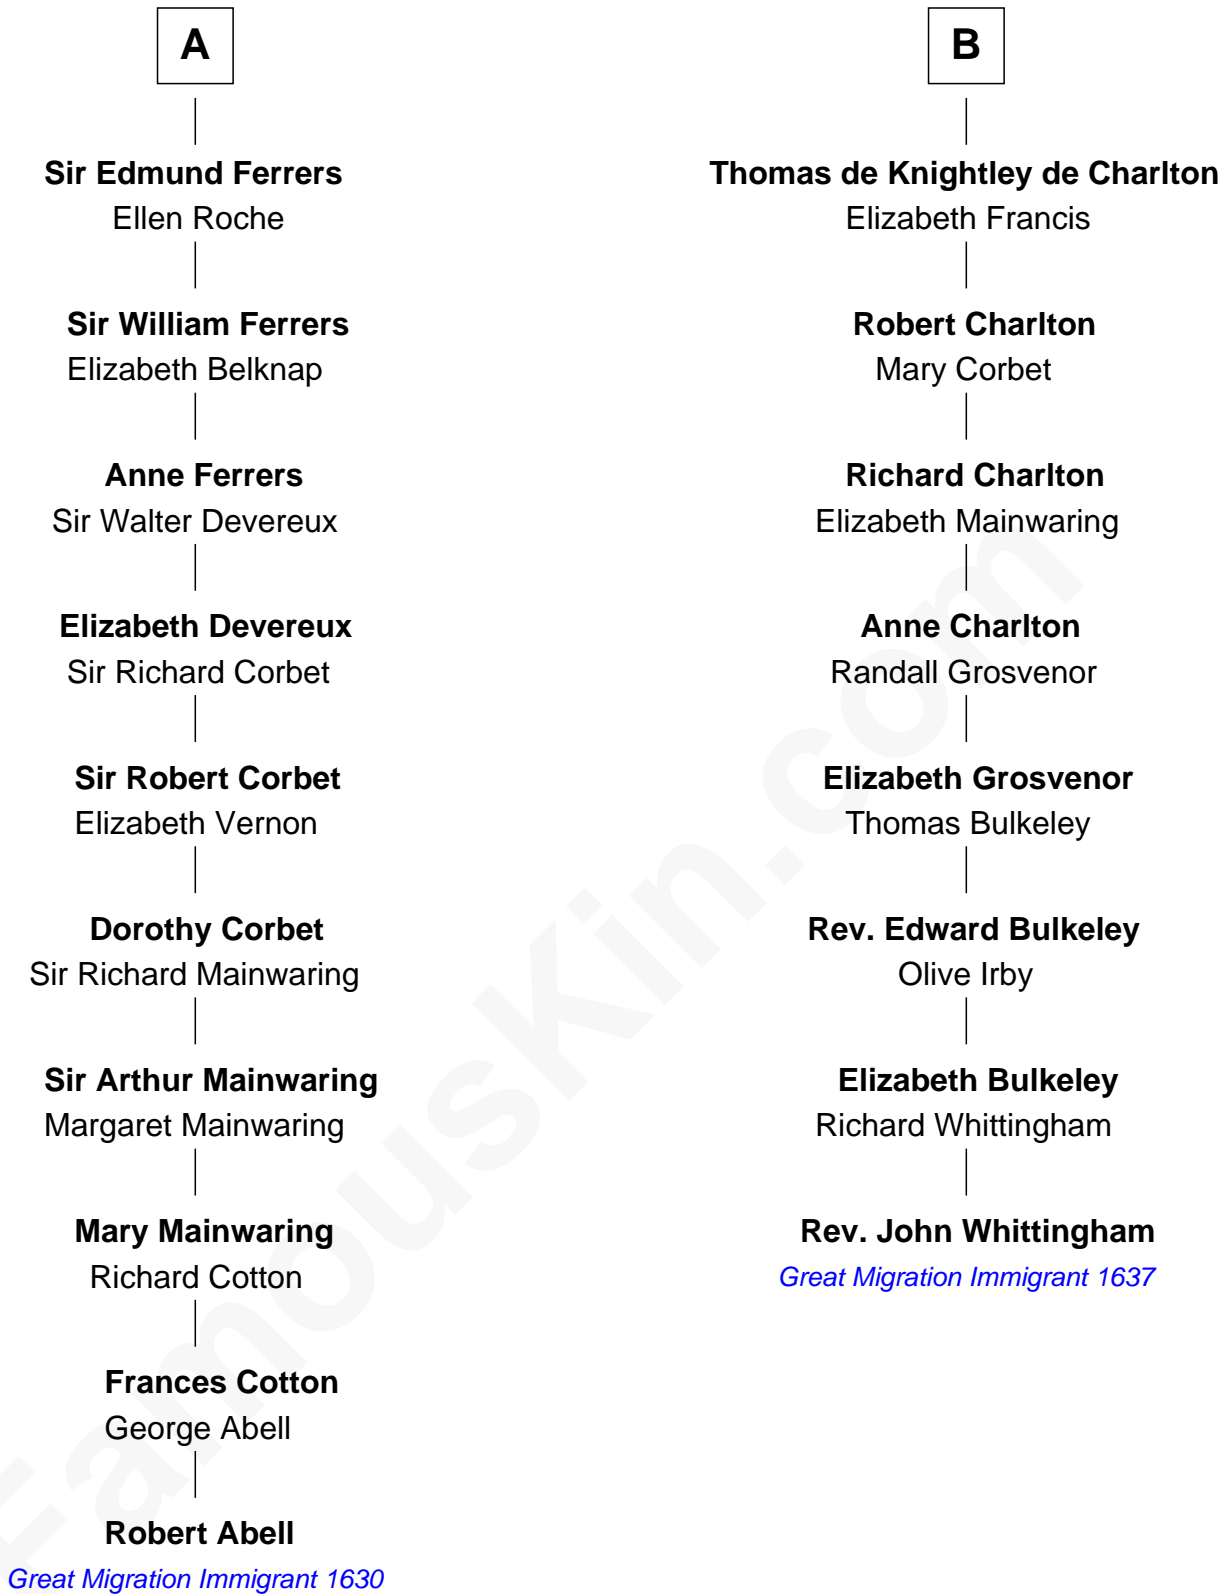 A
Sir Edmund Ferrers
Ellen Roche
Sir William Ferrers
Elizabeth Belknap
Anne Ferrers
Sir Walter Devereux
Elizabeth Devereux
Sir Richard Corbet
Sir Robert Corbet
Elizabeth Vernon
Dorothy Corbet
Sir Richard Mainwaring
Sir Arthur Mainwaring
Margaret Mainwaring
Mary Mainwaring
Richard Cotton
Frances Cotton
George Abell
Robert Abell
Great Migration Immigrant 1630
B
Thomas de Knightley de Charlton
Elizabeth Francis
Robert Charlton
Mary Corbet
Richard Charlton
Elizabeth Mainwaring
Anne Charlton
Randall Grosvenor
Elizabeth Grosvenor
Thomas Bulkeley
Rev. Edward Bulkeley
Olive Irby
Elizabeth Bulkeley
Richard Whittingham
Rev. John Whittingham
Great Migration Immigrant 1637
FamousKin.com